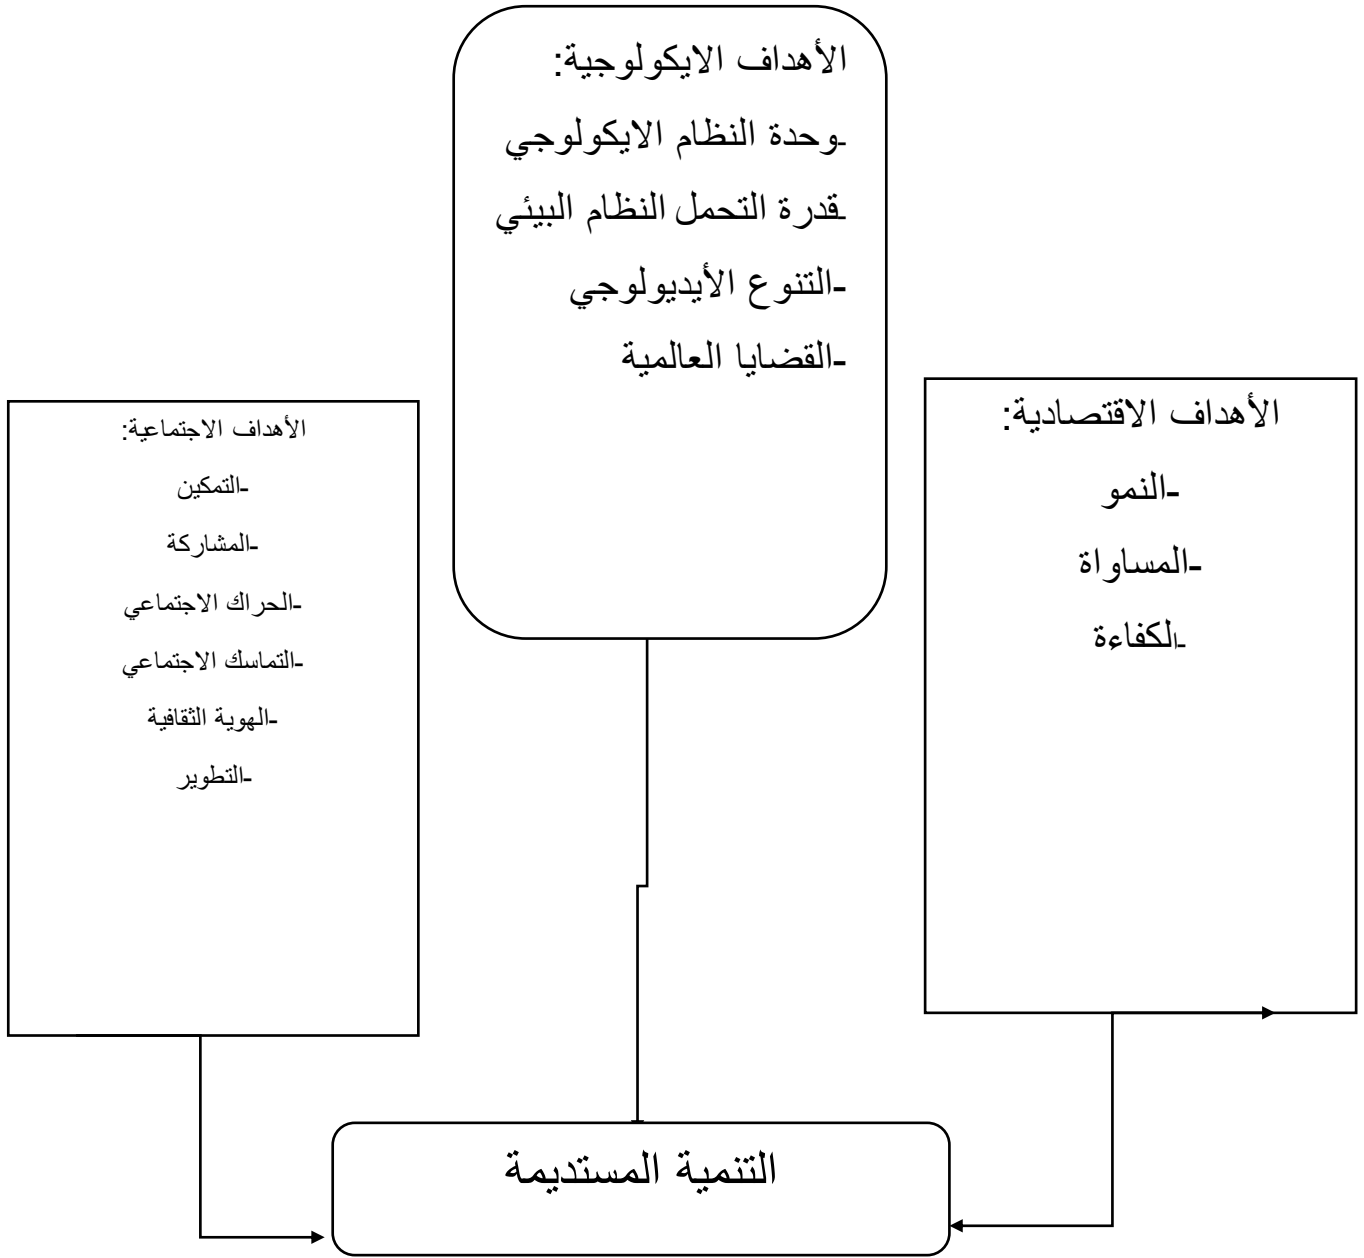 الأهداف الايكولوجية:
-وحدة النظام الايكولوجي
-قدرة التحمل النظام البيئي
-التنوع الأيديولوجي
-القضايا العالمية
الأهداف الاقتصادية:
-النمو
-المساواة
-الكفاءة
الأهداف الاجتماعية:
-التمكين
-المشاركة
-الحراك الاجتماعي
-التماسك الاجتماعي
-الهوية الثقافية
-التطوير
التنمية المستديمة